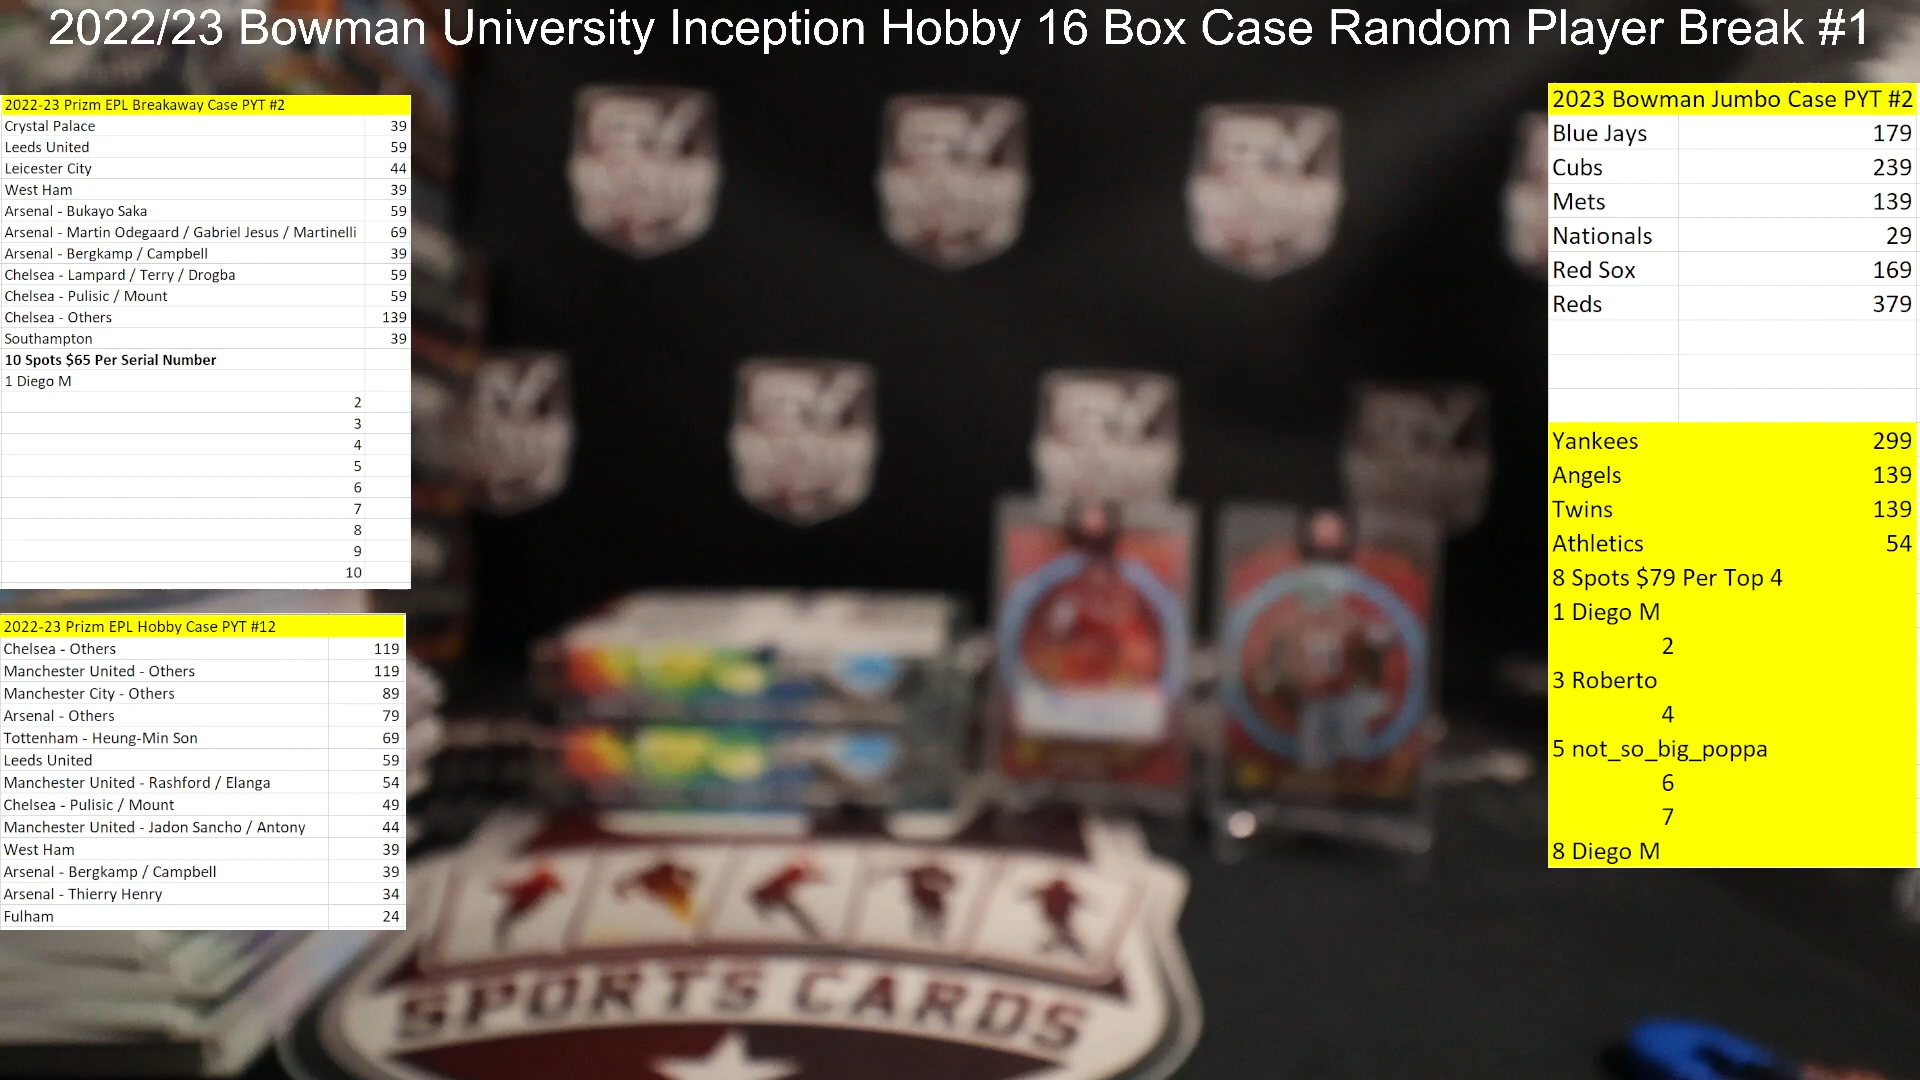 2022/23 Bowman University Inception Hobby 16 Box Case Random Player Break #1
2022-23 Prizm EPL Breakaway Case PYT #2
Crystal Palace 39
Leeds United 59
Leicester City 44
West Ham 39
Arsenal - Bukayo Saka 59
Arsenal - Martin Odegaard / Gabriel Jesus / Martinelli 69
Arsenal - Bergkamp / Campbell 39
Chelsea - Lampard / Terry / Drogba 59
Chelsea - Pulisic / Mount 59
Chelsea - Others 139
Southampton 39
10 Spots $65 Per Serial Number
1 Diego M
2
3
4
5
6
7
8
9
10
2022-23 Prizm EPL Hobby Case PYT #12
Chelsea - Others 119
Manchester United - Others 119
Manchester City - Others 89
Arsenal - Others 79
Tottenham - Heung-Min Son 69
Leeds United 59
Manchester United - Rashford / Elanga 54
Chelsea - Pulisic / Mount 49
Manchester United - Jadon Sancho / Antony 44
West Ham 39
Arsenal - Bergkamp / Campbell 39
Arsenal - Thierry Henry 34
Fulham 24
2023 Bowman Jumbo Case PYT #2
Blue Jays 179
Cubs 239
Mets 139
Nationals 29
Red Sox 169
Reds 379
Yankees 299
Angels 139
Twins 139
Athletics 54
8 Spots $79 Per Top 4
1 Diego M
2
3 Roberto
4
5 not_so_big_poppa
6
7
8 Diego M
SPORTS CARDS